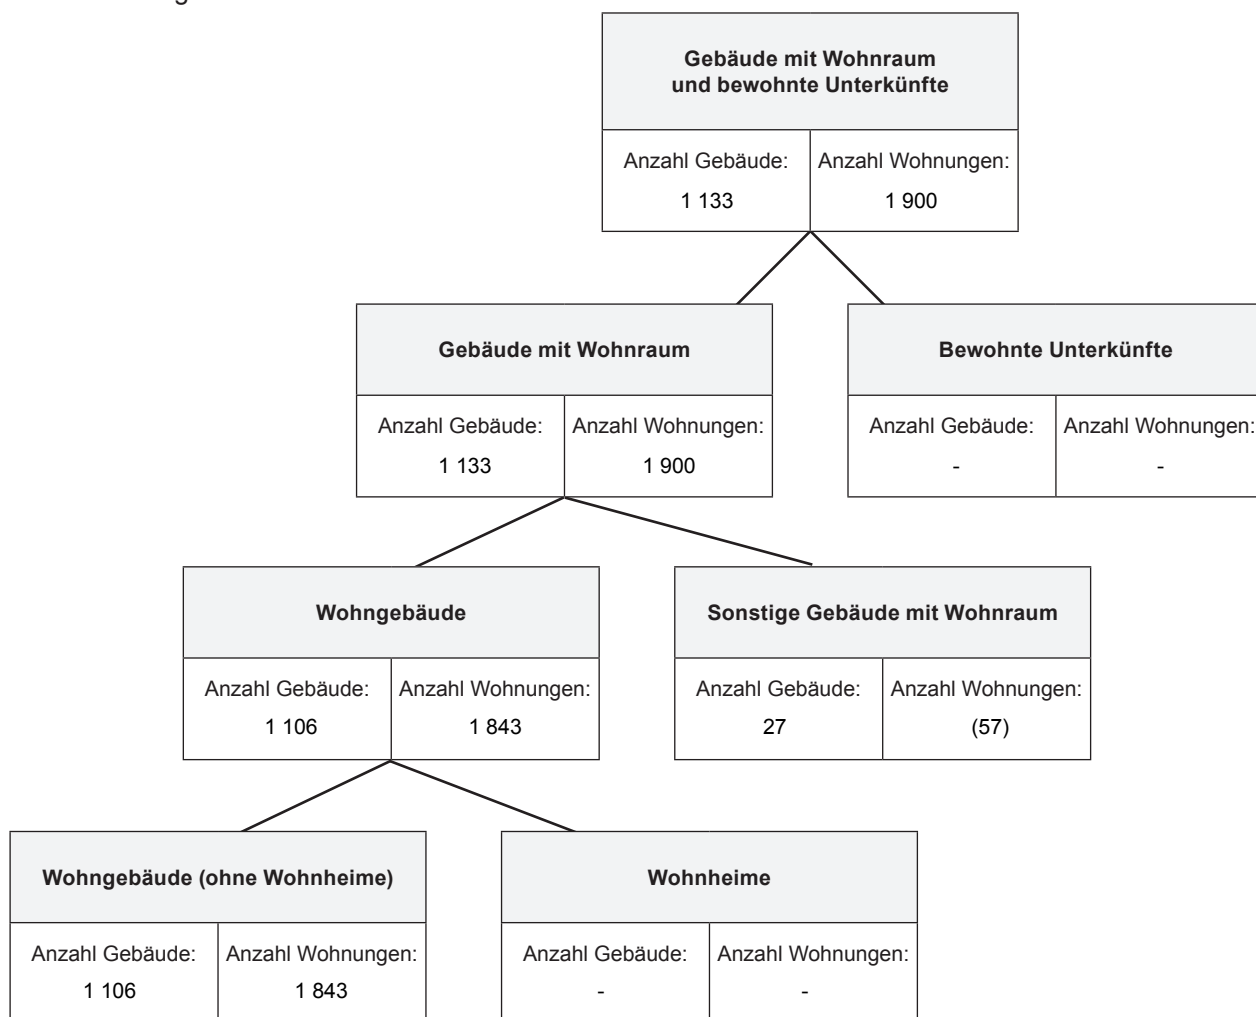 Gebäude mit Wohnraum
und bewohnte Unterkünfte
Anzahl Gebäude: Anzahl Wohnungen:
1 133 1 900
Gebäude mit Wohnraum
Anzahl Gebäude: Anzahl Wohnungen:
1 133 1 900
Bewohnte Unterkünfte
Anzahl Gebäude: Anzahl Wohnungen:
- -
Wohngebäude
Anzahl Gebäude: Anzahl Wohnungen:
1 106 1 843
Sonstige Gebäude mit Wohnraum
Anzahl Gebäude: Anzahl Wohnungen:
27 (57)
Wohngebäude (ohne Wohnheime)
Anzahl Gebäude: Anzahl Wohnungen:
1 106 1 843
Wohnheime
Anzahl Gebäude: Anzahl Wohnungen:
- -